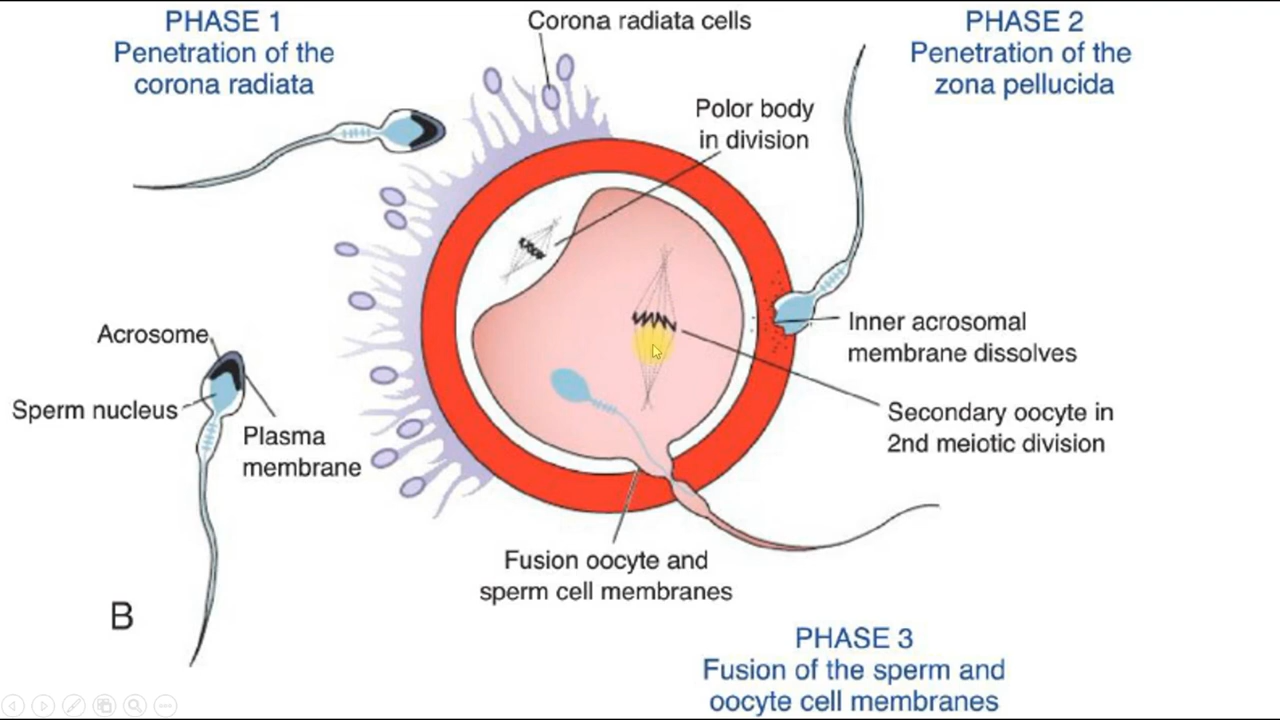 PHASE 1
Penetration of the
corona radiata
Corona radiata cells
PHASE 2
Penetration of the
zona pellucida
Polor body
in division
Acrosome
Sperm nucleus
Plasma
membrane
Inner acrosomal
membrane dissolves
Secondary oocyte in
2nd meiotic division
Fusion oocyte and
sperm cell membranes
B
PHASE 3
Fusion of the sperm and
oocyte cell membranes